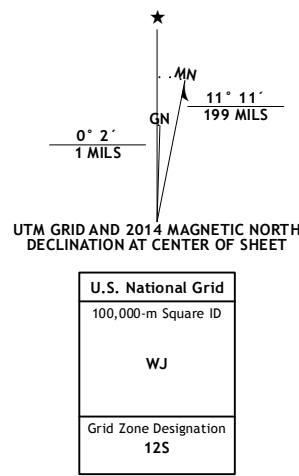 MN
GN
11° 11´
199 MILS
0° 2´
1 MILS
UTM GRID AND 2014 MAGNETIC NORTH
DECLINATION AT CENTER OF SHEET
U.S. National Grid
100,000-m Square ID
WJ
Grid Zone Designation
12S